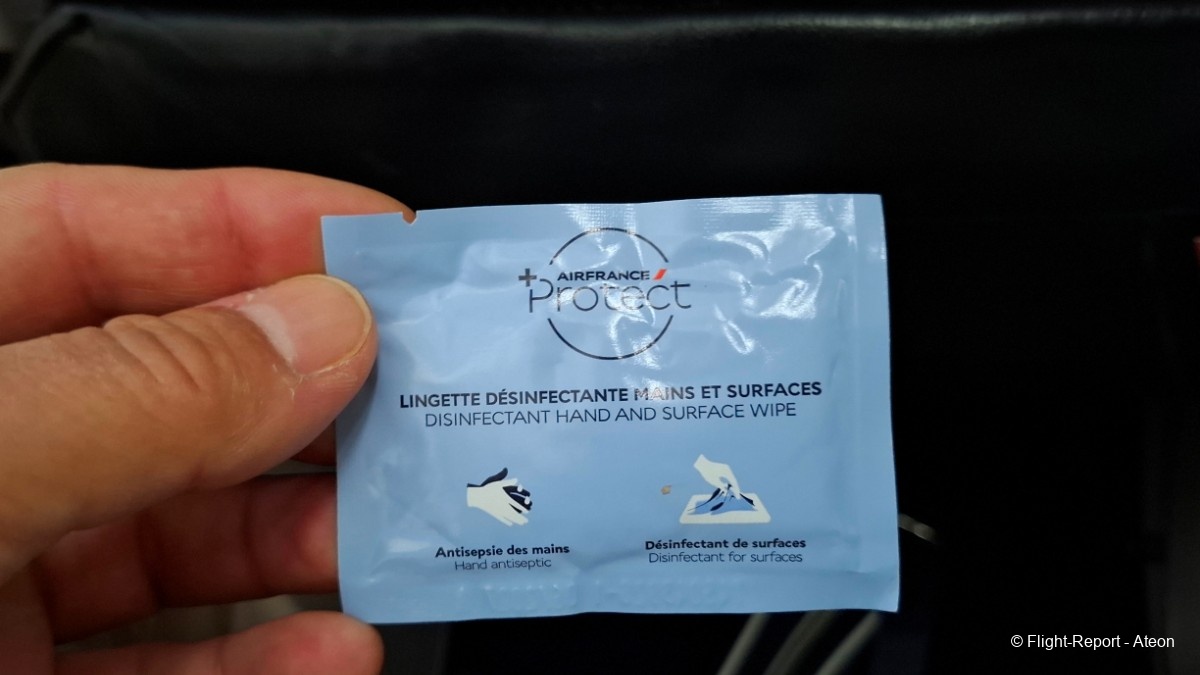 AIRFRANCE
+Protect
LINGETTE DÉSINFECTANTE MAINS ET SURFACES
DISINFECTANT HAND AND SURFACE WIPE
Antisepsie des mains
Hand antiseptic
Désinfectant de surfaces
Disinfectant for surfaces
© Flight-Report - Ateon